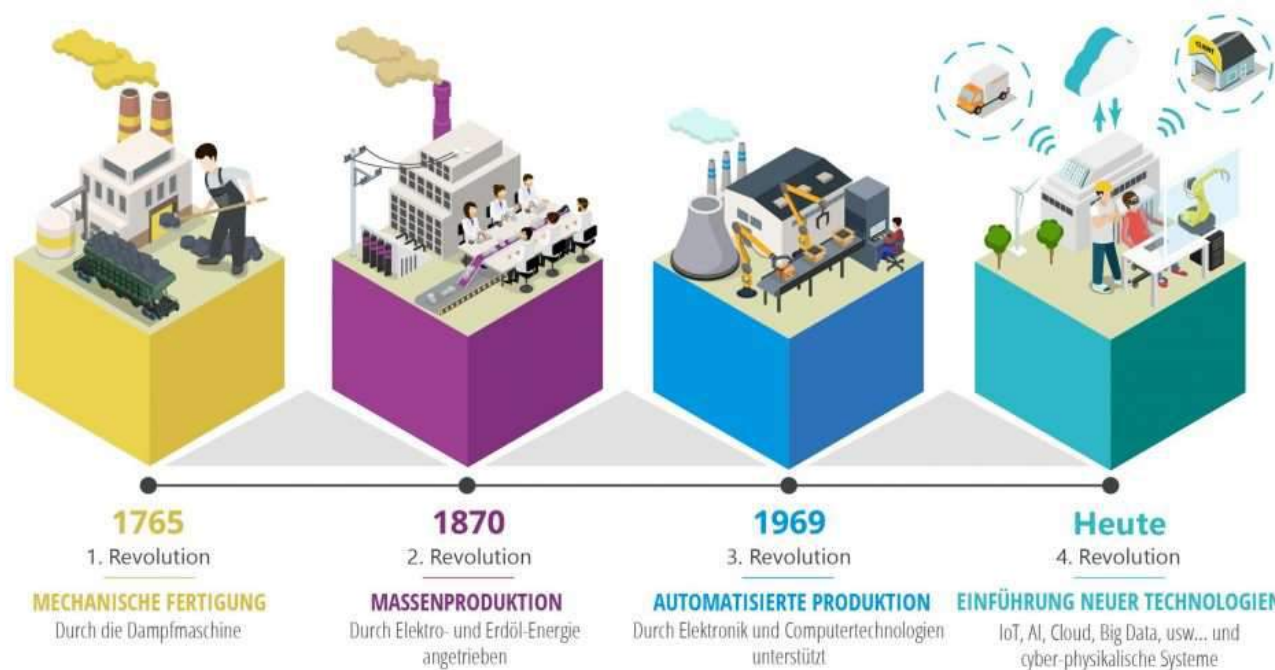 CLIENT
1765
1. Revolution
MECHANISCHE FERTIGUNG
Durch die Dampfmaschine
1870
2. Revolution
MASSENPRODUKTION
Durch Elektro- und Erdöl-Energie
angetrieben
1969
3. Revolution
AUTOMATISIERTE PRODUKTION
Durch Elektronik und Computertechnologien
unterstützt
Heute
4. Revolution
EINFÜHRUNG NEUER TECHNOLOGIEN
IoT, AI, Cloud, Big Data, usw... und
cyber-physikalische Systeme